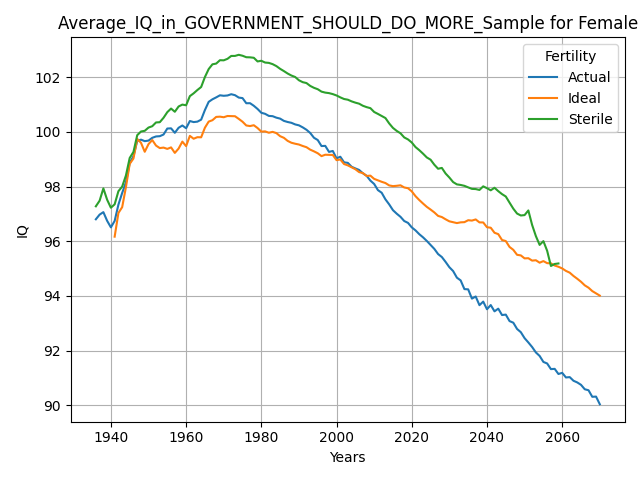 Average_IQ_in_GOVERNMENT_SHOULD_DO_MORE_Sample for Female
Fertility
Actual
Ideal
Sterile
IQ
102
100
98
96
94
92
90
1940 1960 1980 2000 2020 2040 2060
Years